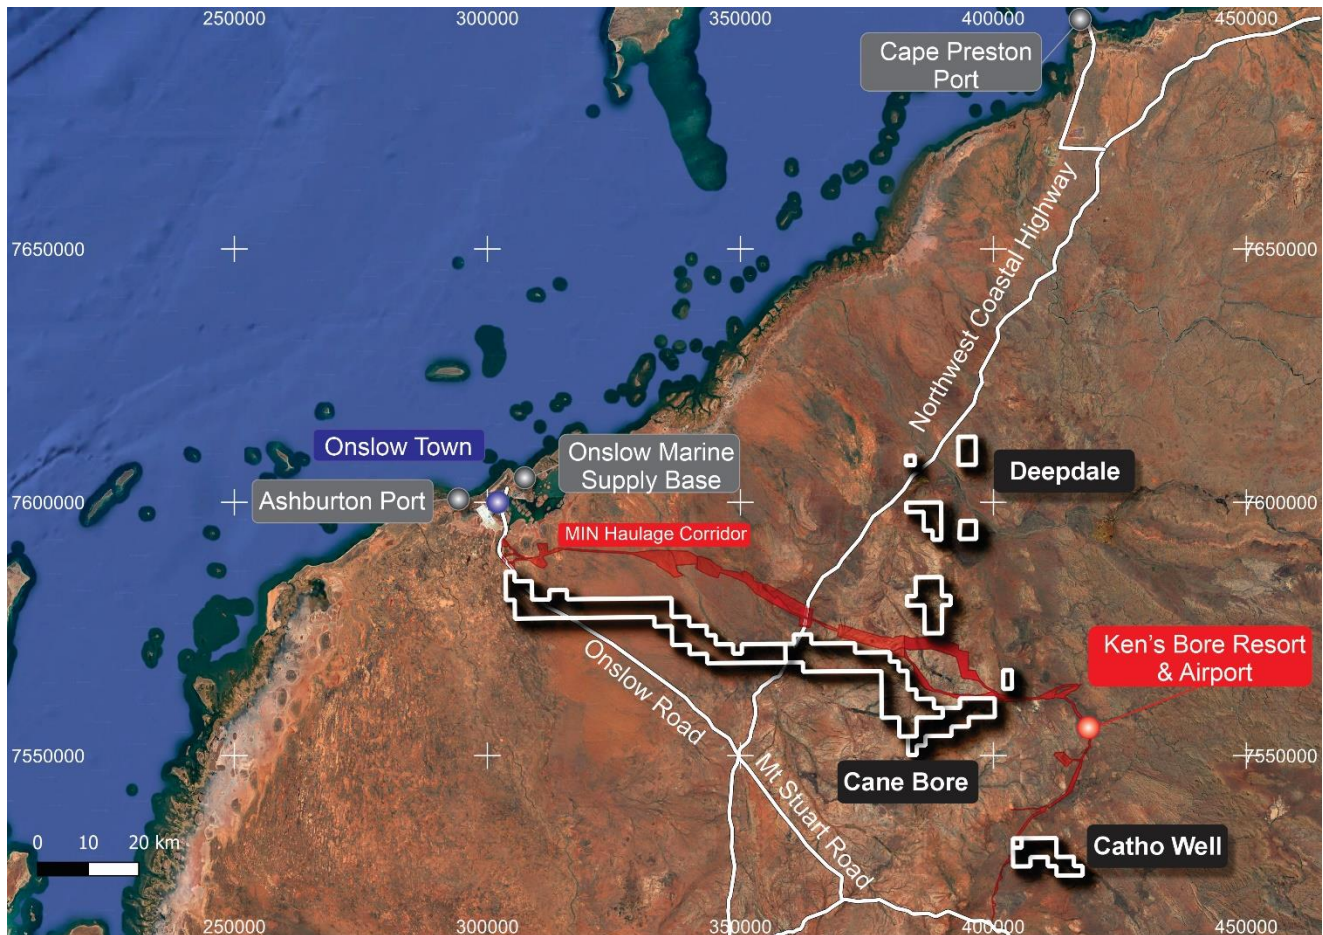 250000
300000
350000
400000
450000
Cape Preston
Port
Northwest Coastal Highway
7650000
7650000
Onslow Town
Onslow Marine
Supply Base
Ashburton Port
Deepdale
7600000
7600000
MIN Haulage Corridor
Ken's Bore Resort
& Airport
Onslow Road
7550000
7550000
Mt Stuart Road
Cane Bore
0 10 20 km
Catho Well
250000
300000
350000
400000
450000